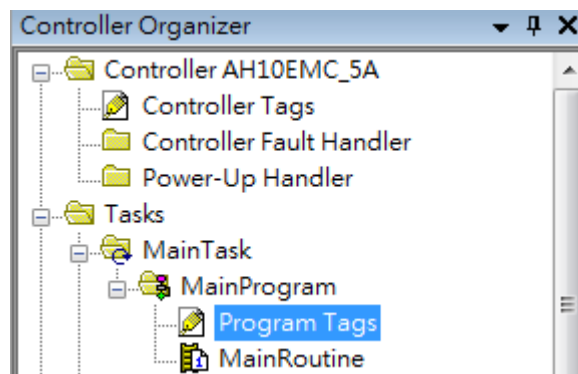 Controller Organizer
Controller AH10EMC_5A
Controller Tags
Controller Fault Handler
Power-Up Handler
Tasks
MainTask
MainProgram
Program Tags
MainRoutine